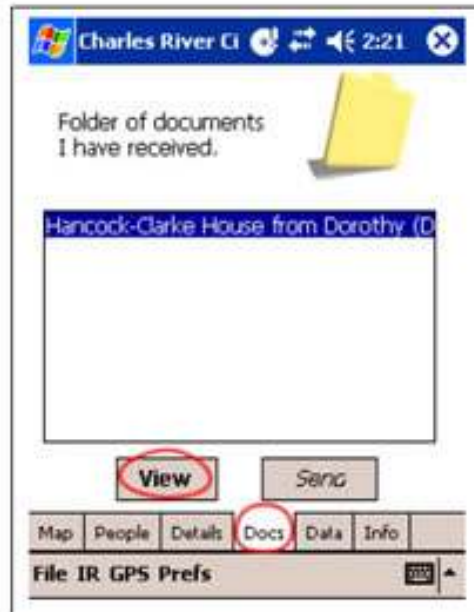 Charles River Ci 2:21
Folder of documents
I have received.
Hancock-Clarke House from Dorothy (D
View Send
Map People Details Docs Data Info
File IR GPS Prefs